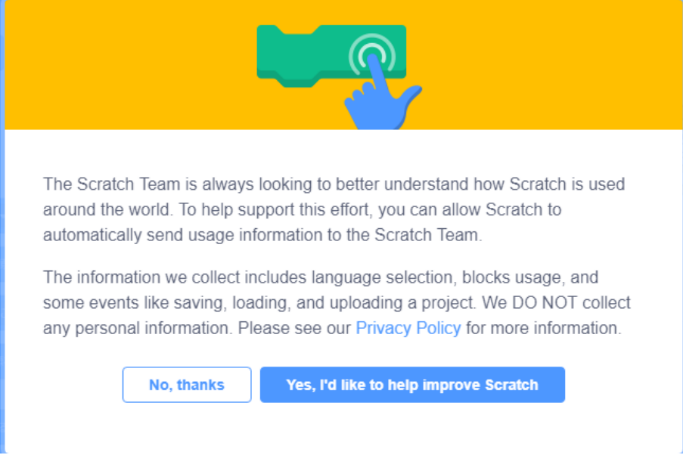 The Scratch Team is always looking to better understand how Scratch is used
around the world. To help support this effort, you can allow Scratch to
automatically send usage information to the Scratch Team.
The information we collect includes language selection, blocks usage, and
some events like saving, loading, and uploading a project. We DO NOT collect
any personal information. Please see our Privacy Policy for more information.
No, thanks
Yes, I'd like to help improve Scratch